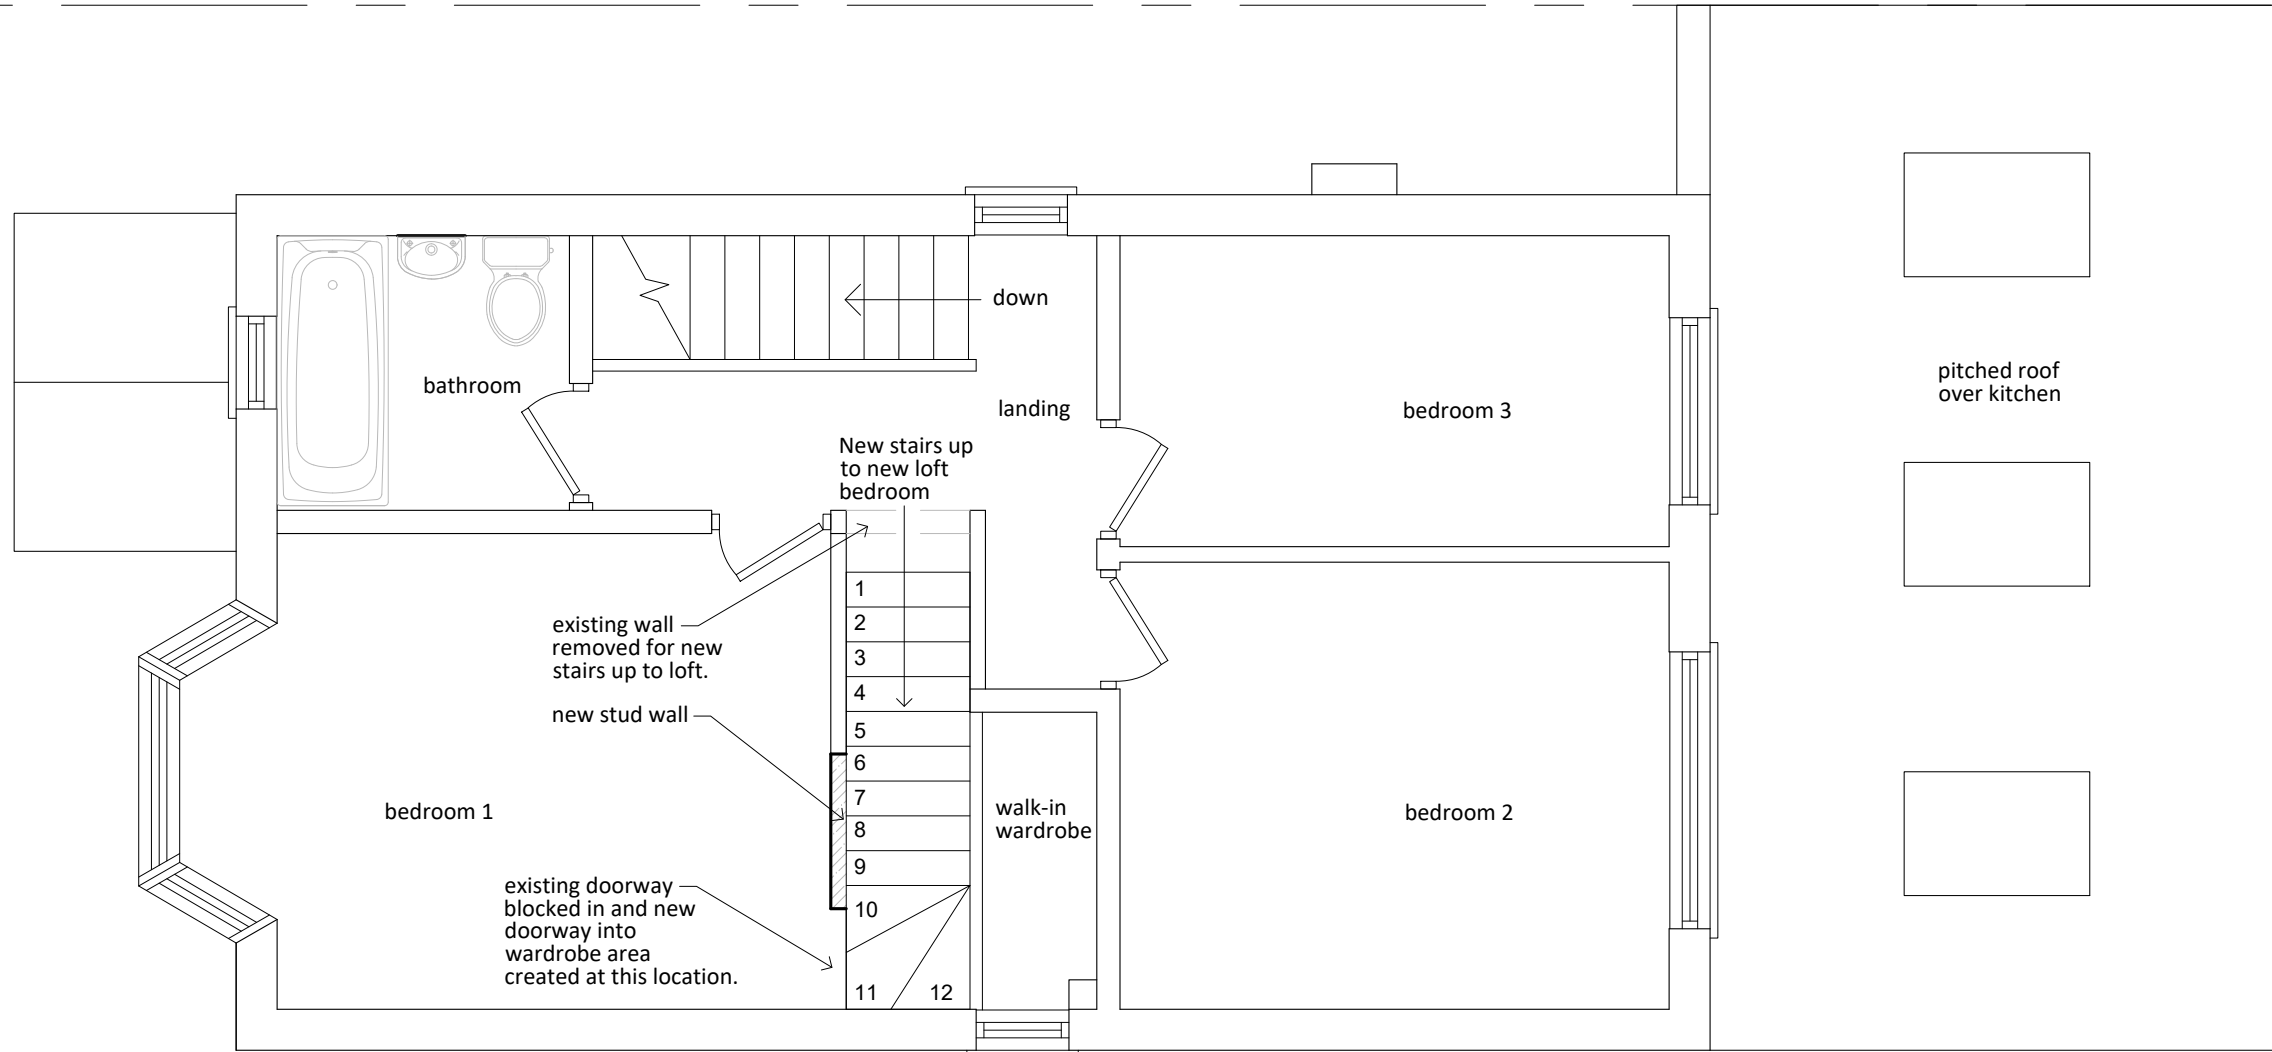 down
bathroom
landing
bedroom 3
pitched roof
over kitchen
New stairs up
to new loft
bedroom
existing wall
removed for new
stairs up to loft.
new stud wall
1
2
3
4
5
6
7
8
9
10
11
12
bedroom 1
walk-in
wardrobe
bedroom 2
existing doorway
blocked in and new
doorway into
wardrobe area
created at this location.